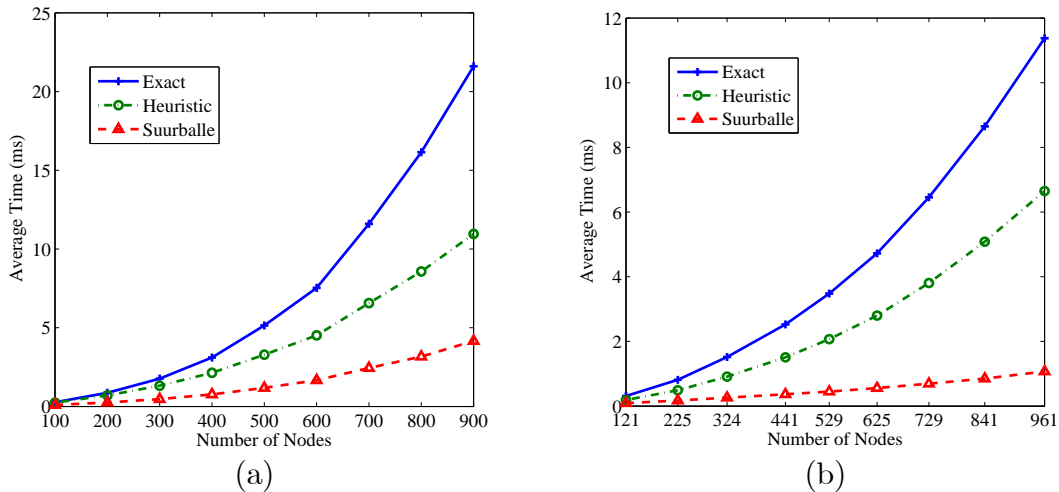 25
20
15
10
5
0
Average Time (ms)
Exact
Heuristic
Suurballe
100 200 300 400 500 600 700 800 900
Number of Nodes
(a)
12
10
8
6
4
2
0
Average Time (ms)
Exact
Heuristic
Suurballe
121 225 324 441 529 625 729 841 961
Number of Nodes
(b)